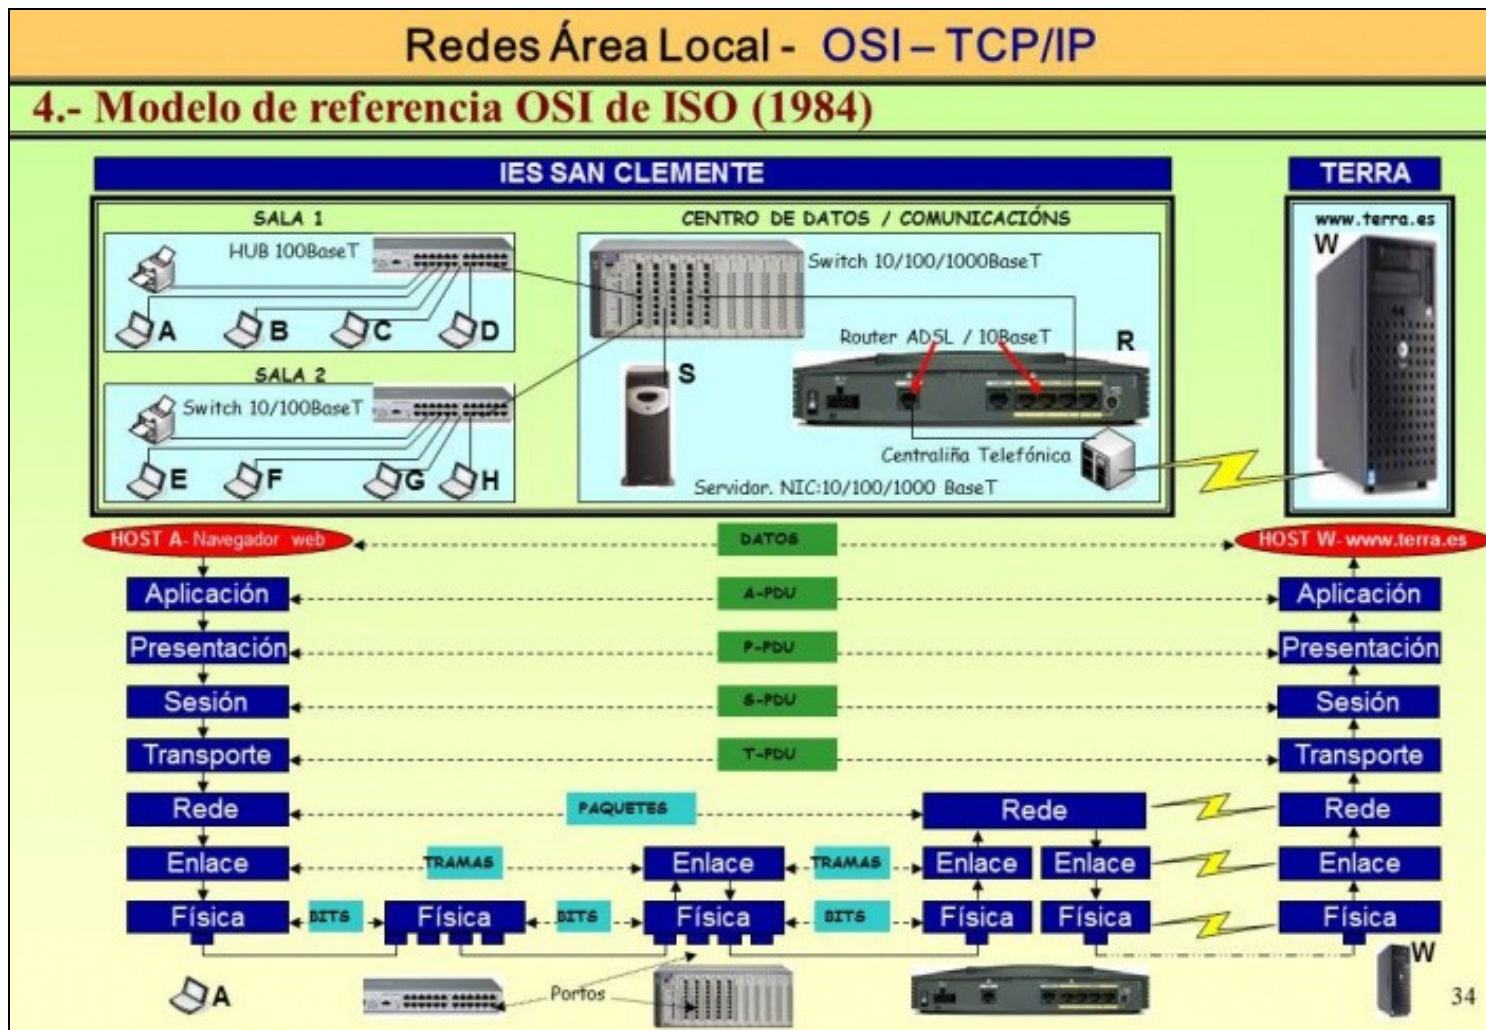 Redes Área Local - OSI – TCP/IP
4.- Modelo de referencia OSI de ISO (1984)
IES SAN CLEMENTE
TERRA
SALA 1
HUB 100BaseT
A
B
C
D
SALA 2
Switch 10/100BaseT
E
F
G
H
CENTRO DE DATOS / COMUNICACIÓNS
Switch 10/100/1000BaseT
Router ADSL / 10BaseT
R
S
Centraliña Telefónica
Servidor. NIC:10/100/1000 BaseT
www.terra.es
W
HOST A- Navegador web
DATOS
HOST W- www.terra.es
Aplicación
A-PDU
Aplicación
Presentación
P-PDU
Presentación
Sesión
S-PDU
Sesión
Transporte
T-PDU
Transporte
Rede
PAQUETES
Rede
Rede
Enlace
TRAMAS
Enlace
TRAMAS
Enlace
Enlace
Enlace
Física
BITS
Física
BITS
Física
BITS
Física
Física
Física
A
Portos
W
34